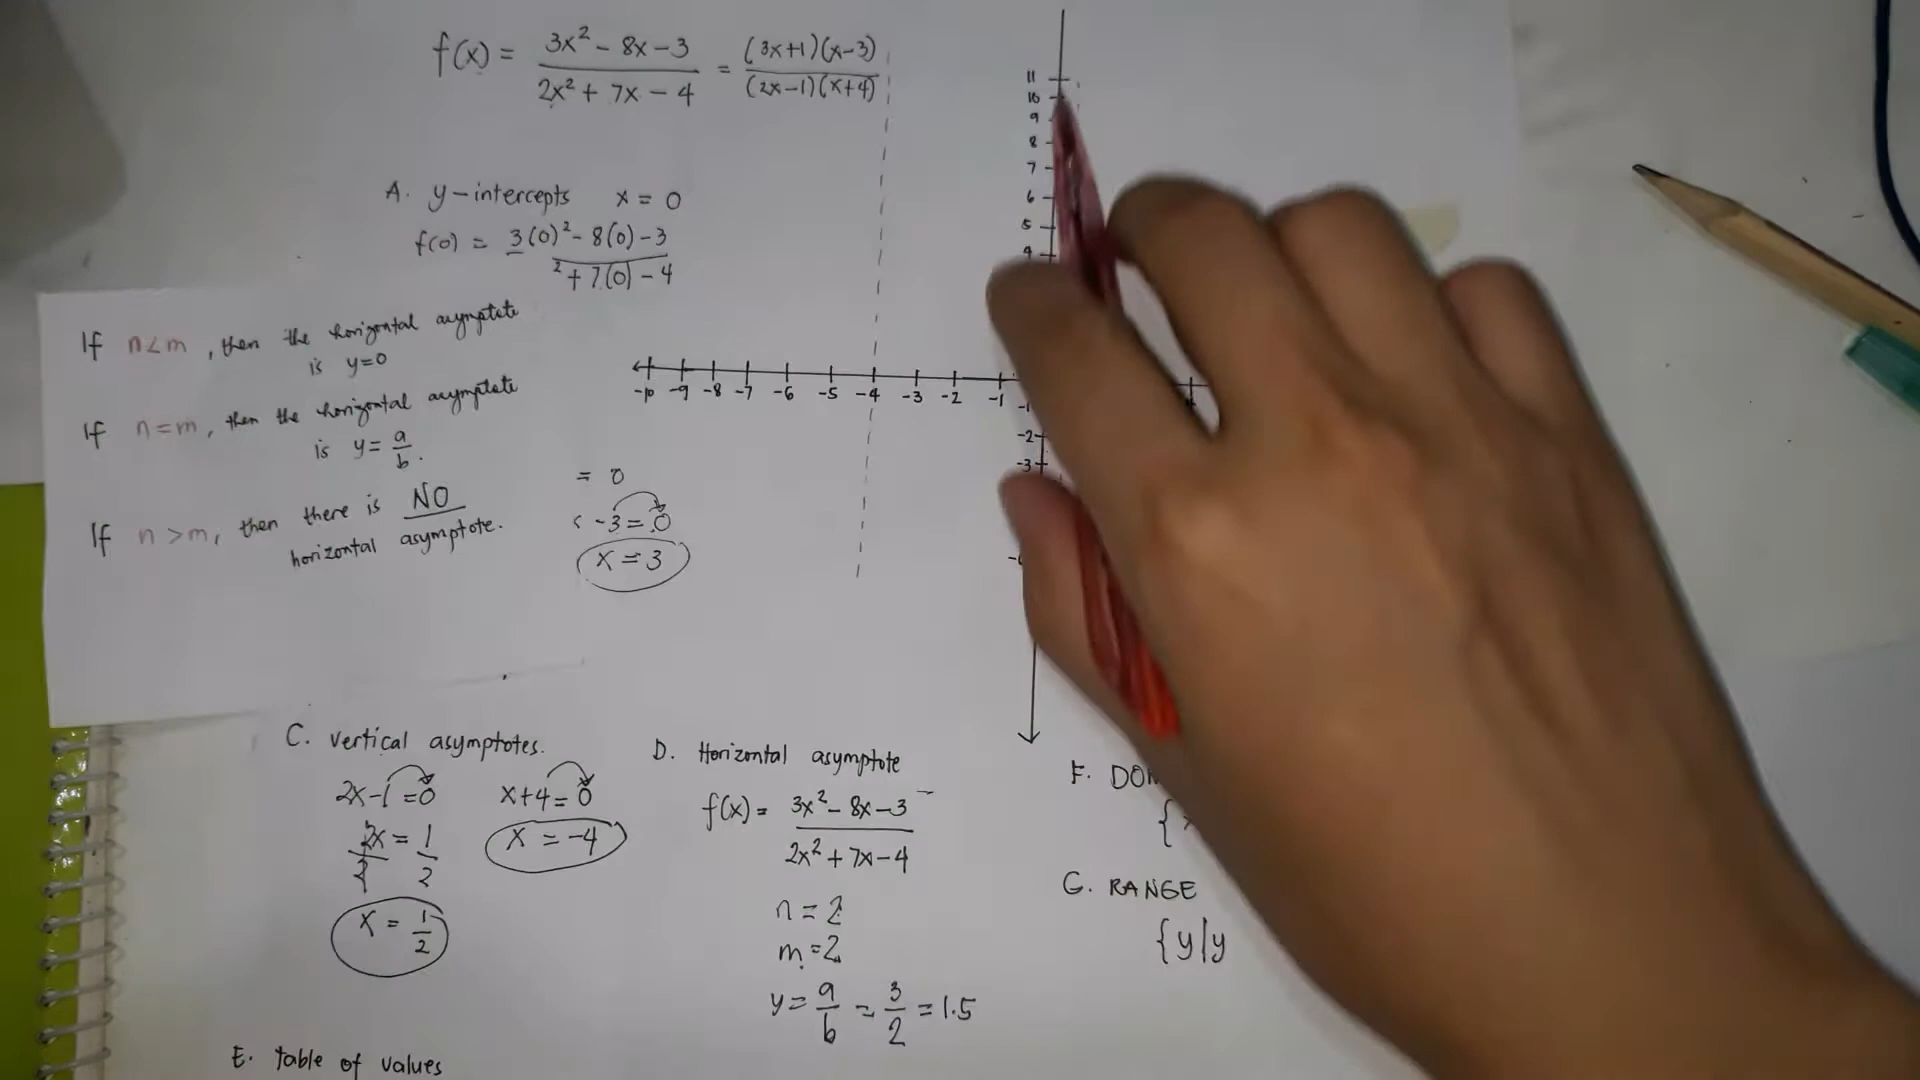 f(x) = 3x² - 8x - 3 / 2x² + 7x - 4 = (3x+1)(x-3) / (2x-1)(x+4)
A. y-intercepts x = 0
f(0) = 3(0)² - 8(0) - 3 / ² + 7(0) - 4
If n<m, then the horizontal asymptote
is y=0
If n=m, then the horizontal asymptote
is y = a/b.
If n>m, then there is NO
horizontal asymptote.
= 0
-3 = 0
x = 3
11
10
9
8
7
6
5
4
-10 -9 -8 -7 -6 -5 -4 -3 -2 -1
-1
-2
-3
C. vertical asymptotes.
2x-1=0 x+4=0
2x/2 = 1/2 x = -4
x = 1/2
D. Horizontal asymptote
f(x) = 3x² - 8x - 3 / 2x² + 7x - 4
n = 2
m = 2
y = a/b = 3/2 = 1.5
E. table of values
F. DOM
{
G. RANGE
{y|y